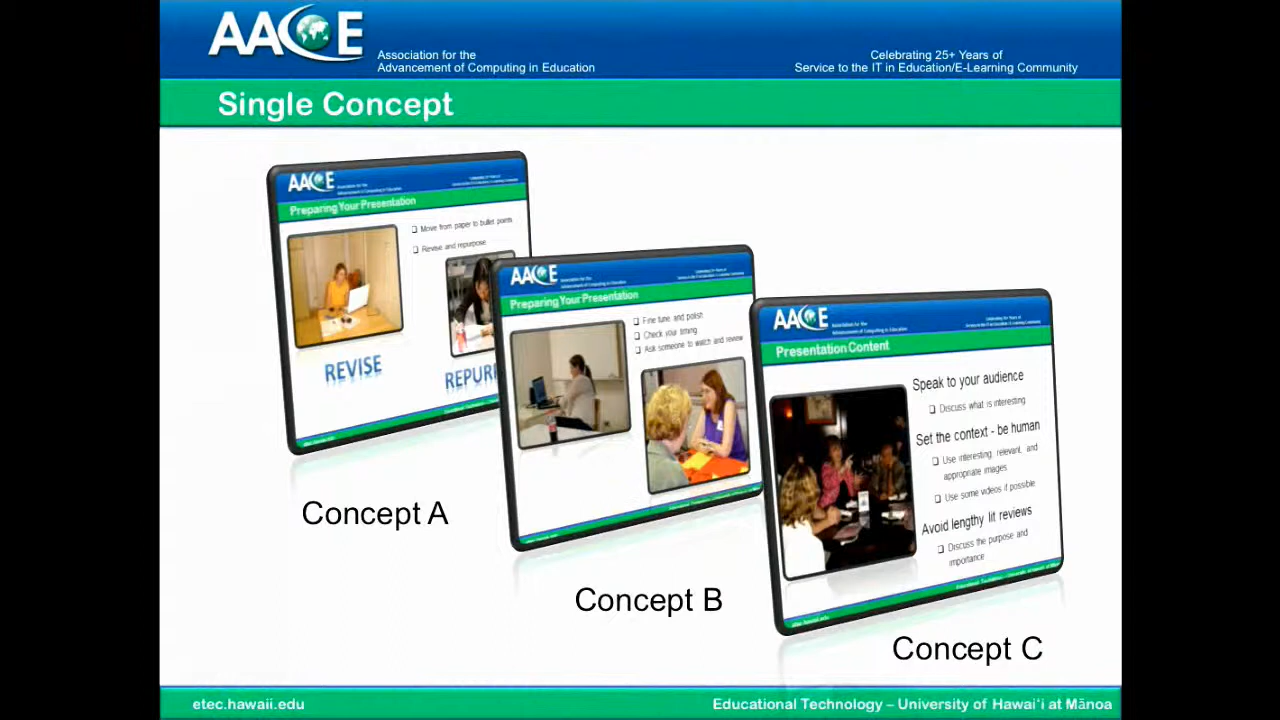 AACE
Association for the
Advancement of Computing in Education
Celebrating 25+ Years of
Service to the IT in Education/E-Learning Community
Single Concept
AACE
Preparing Your Presentation
Move from paper to bullet points
Revise and repurpose
REVISE
REPUR
Concept A
AACE
Preparing Your Presentation
Fine tune and polish
Check your timing
Ask someone to watch and review
Concept B
AACE
Presentation Content
Speak to your audience
Discuss what is interesting
Set the context - be human
Use interesting, relevant, and
appropriate images
Use some videos if possible
Avoid lengthy lit reviews
Discuss the purpose and
importance
Concept C
etec.hawaii.edu
Educational Technology – University of Hawaiʻi at Mānoa